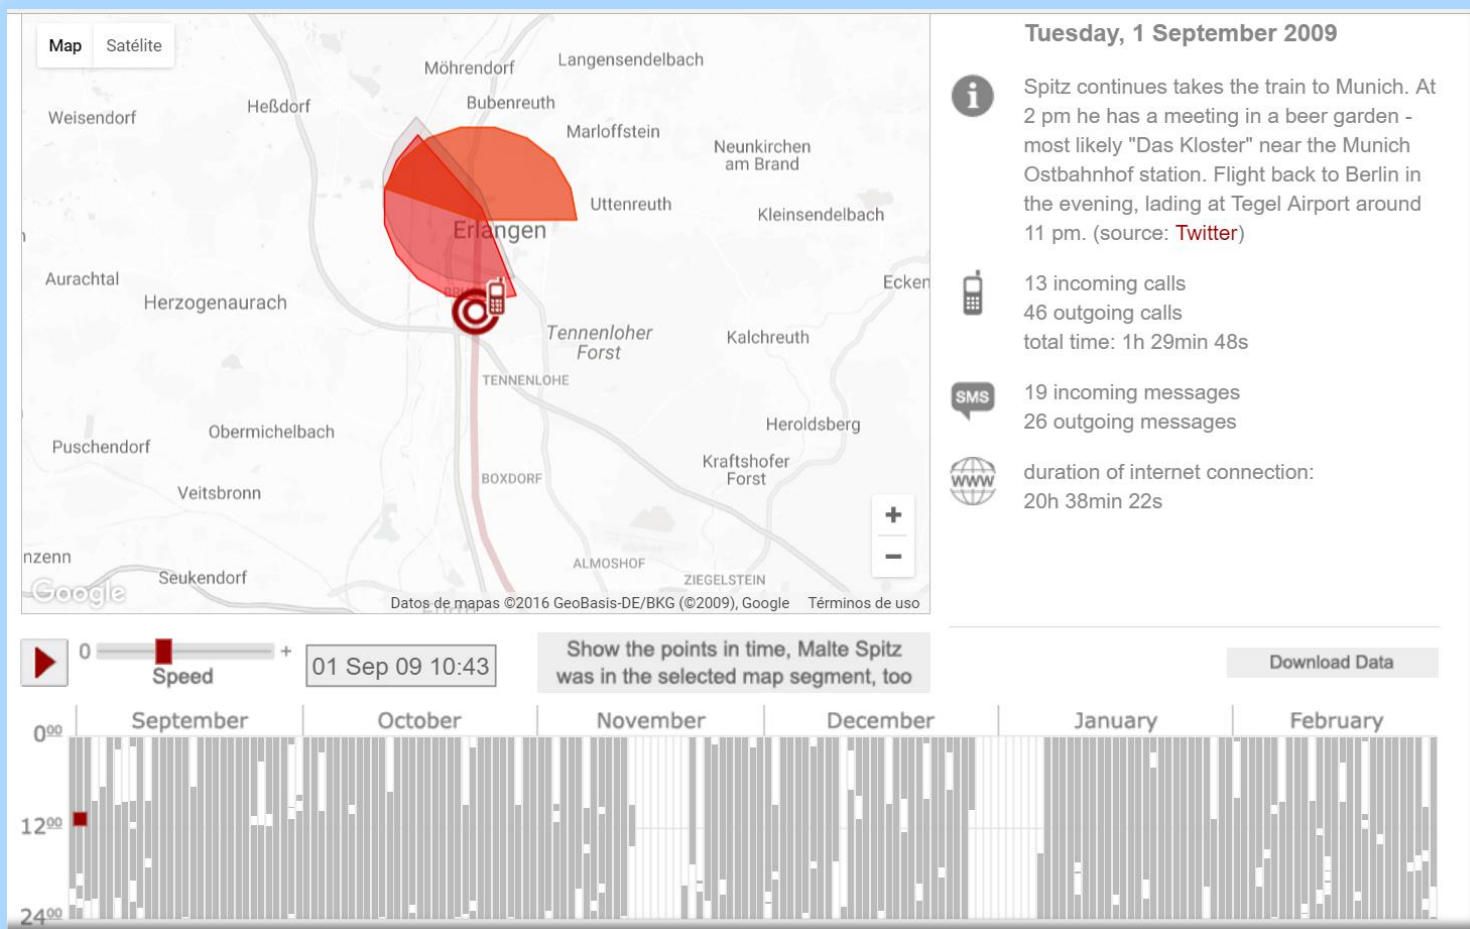 Map Satélite
Möhrendorf
Langensendelbach
Weisendorf
Heßdorf
Bubenreuth
Marloffstein
Neunkirchen
am Brand
Uttenreuth
Kleinsendelbach
Erlangen
Aurachtal
Herzogenaurach
Ecken
Tennenloher
Forst
Kalchreuth
TENNENLOHE
Heroldsberg
Puschendorf
Obermichelbach
Kraftshofer
Forst
BOXDORF
Veitsbronn
nzenn
Seukendorf
ALMOSHOF
ZIEGELSTEIN
Google
Datos de mapas ©2016 GeoBasis-DE/BKG (©2009), Google Términos de uso
Tuesday, 1 September 2009
Spitz continues takes the train to Munich. At
2 pm he has a meeting in a beer garden -
most likely "Das Kloster" near the Munich
Ostbahnhof station. Flight back to Berlin in
the evening, lading at Tegel Airport around
11 pm. (source: Twitter)
13 incoming calls
46 outgoing calls
total time: 1h 29min 48s
SMS
19 incoming messages
26 outgoing messages
WWW
duration of internet connection:
20h 38min 22s
0 +
Speed
01 Sep 09 10:43
Show the points in time, Malte Spitz
was in the selected map segment, too
Download Data
September October November December January February
0⁰⁰
12⁰⁰
24⁰⁰